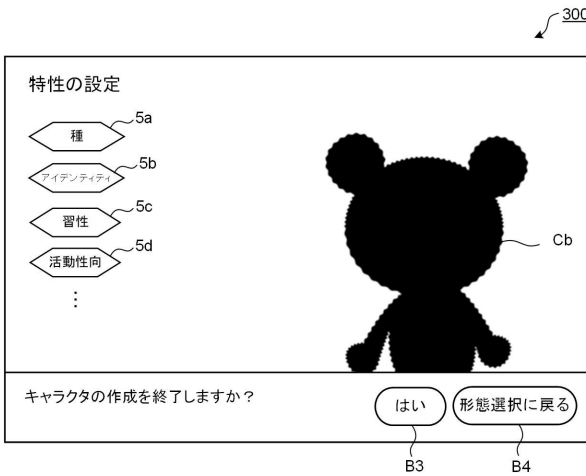 300
特性の設定
種
5a
アイデンティティ
5b
習性
5c
活動性向
5d
⋮
Cb
キャラクタの作成を終了しますか？
はい
形態選択に戻る
B3
B4